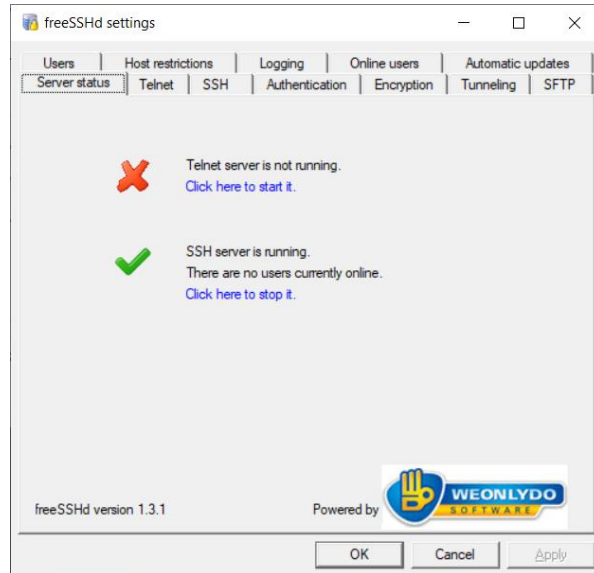 freeSSHd settings
Users Host restrictions Logging Online users Automatic updates
Server status Telnet SSH Authentication Encryption Tunneling SFTP
Telnet server is not running.
Click here to start it.
SSH server is running.
There are no users currently online.
Click here to stop it.
freeSSHd version 1.3.1
Powered by
WEONLYDO
SOFTWARE
OK Cancel Apply